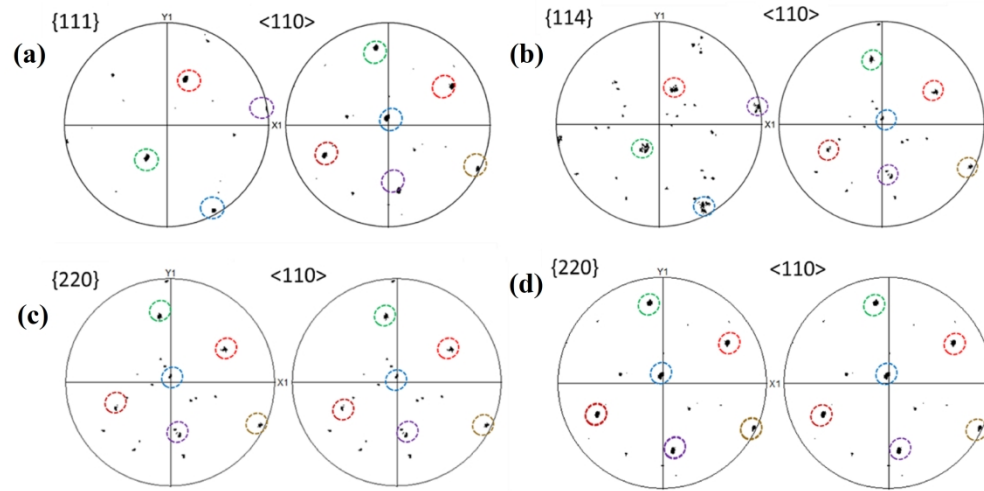 (a) {111} Y1 <110>
X1
(b) {114} Y1 <110>
X1
(c) {220} Y1 <110>
X1
(d) {220} Y1 <110>
X1